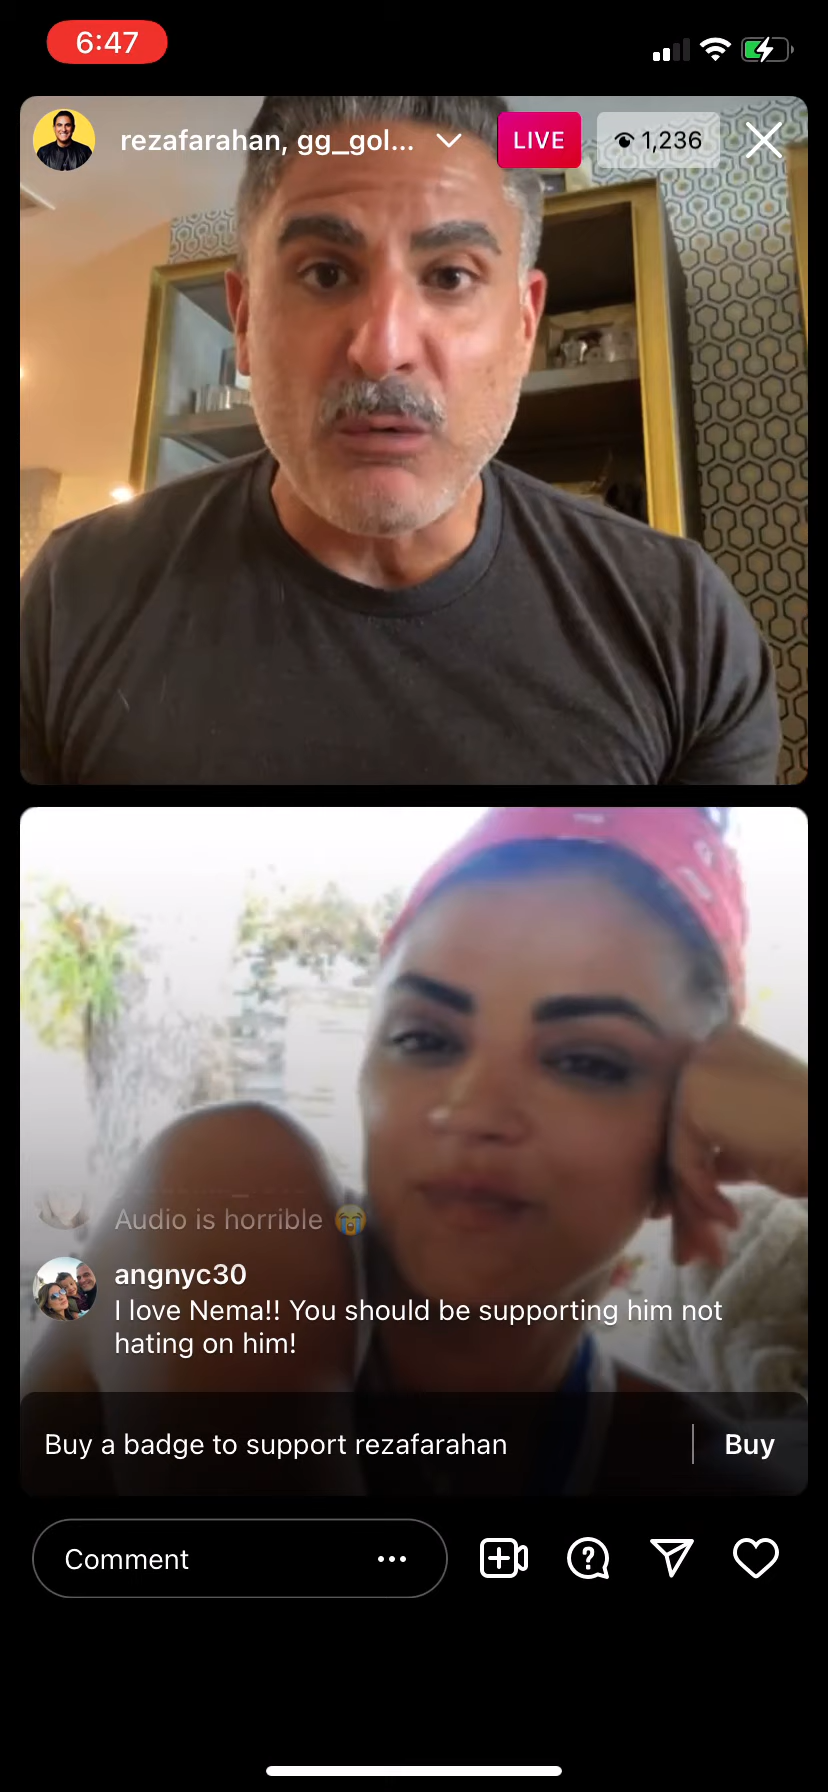 6:47
rezafarahan, gg_gol...
LIVE
1,236
Audio is horrible 😭
angnyc30
I love Nema!! You should be supporting him not
hating on him!
Buy a badge to support rezafarahan
Buy
Comment